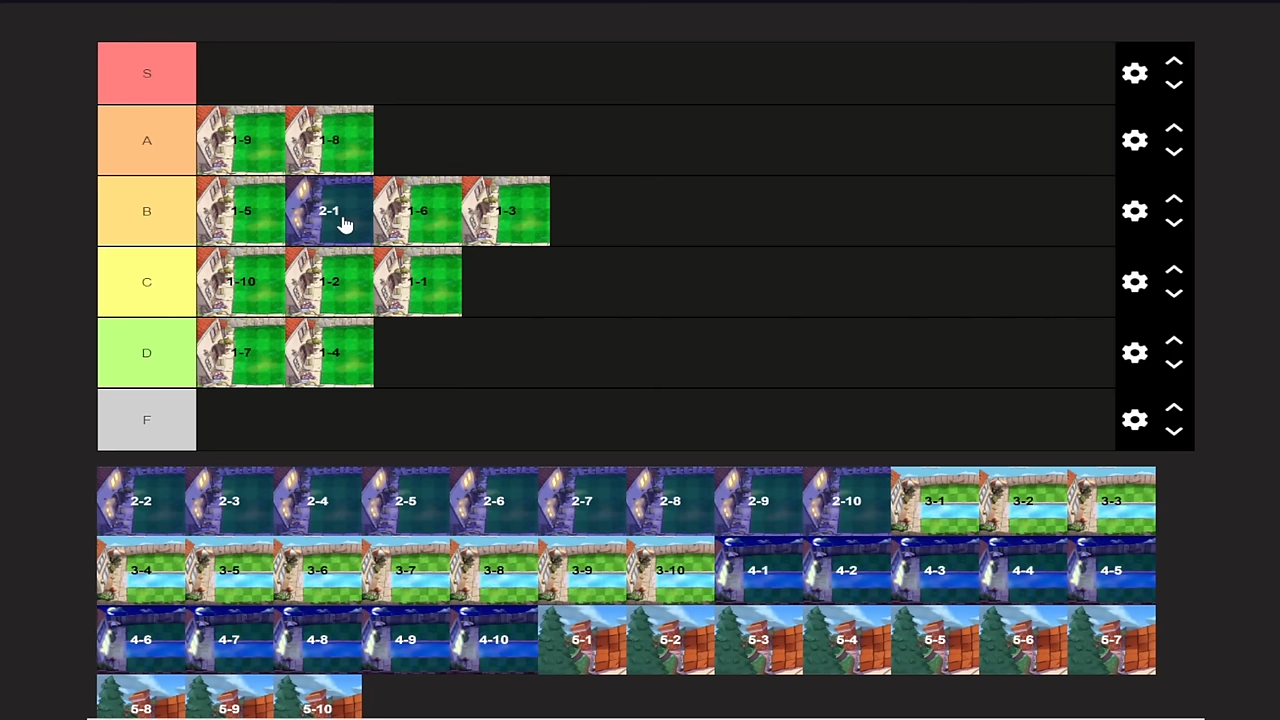 S
A
1-9 1-8
B
1-5 2-1 1-6 1-3
C
1-10 1-2 1-1
D
1-7 1-4
F
2-2 2-3 2-4 2-5 2-6 2-7 2-8 2-9 2-10 3-1 3-2 3-3
3-4 3-5 3-6 3-7 3-8 3-9 3-10 4-1 4-2 4-3 4-4 4-5
4-6 4-7 4-8 4-9 4-10 5-1 5-2 5-3 5-4 5-5 5-6 5-7
5-8 5-9 5-10